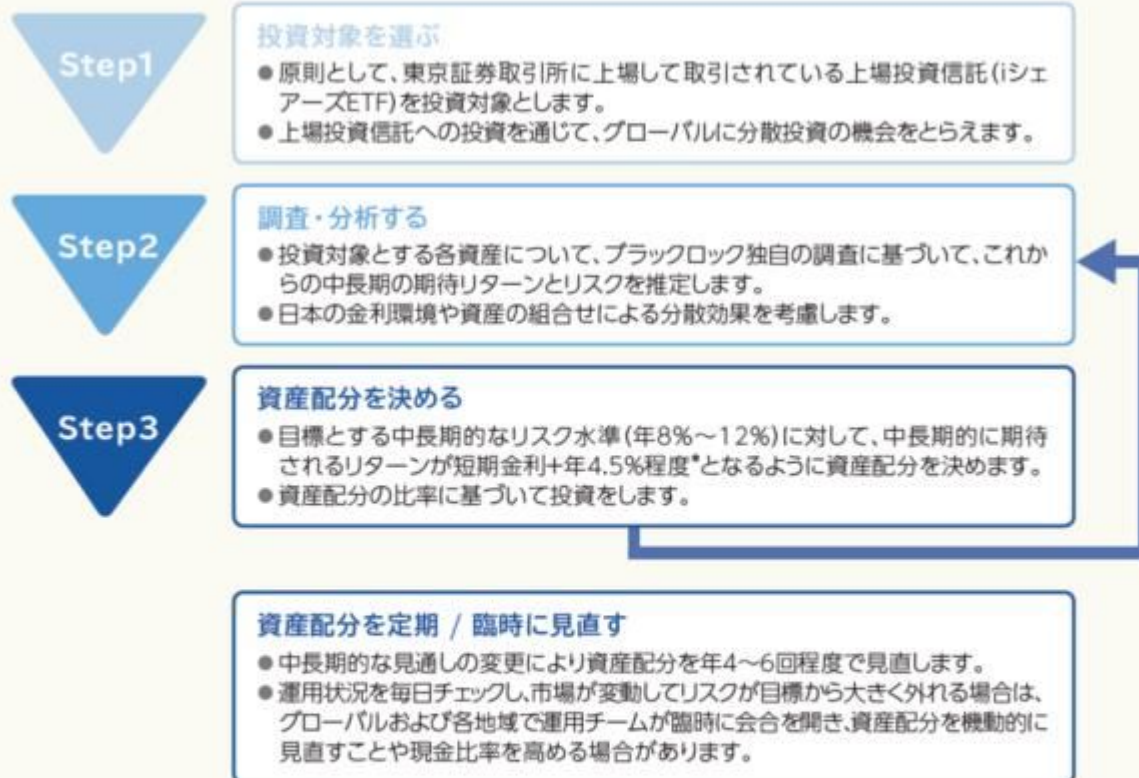 Step1
投資対象を選ぶ
●原則として、東京証券取引所に上場して取引されている上場投資信託(iシェ
アーズETF)を投資対象とします。
●上場投資信託への投資を通じて、グローバルに分散投資の機会をとらえます。
Step2
調査・分析する
●投資対象とする各資産について、ブラックロック独自の調査に基づいて、これか
らの中長期の期待リターンとリスクを推定します。
●日本の金利環境や資産の組合せによる分散効果を考慮します。
Step3
資産配分を決める
●目標とする中長期的なリスク水準(年8%～12%)に対して、中長期的に期待
されるリターンが短期金利+年4.5%程度*となるように資産配分を決めます。
●資産配分の比率に基づいて投資をします。
資産配分を定期 / 臨時に見直す
●中長期的な見通しの変更により資産配分を年4～6回程度で見直します。
●運用状況を毎日チェックし、市場が変動してリスクが目標から大きく外れる場合は、
グローバルおよび各地域で運用チームが臨時に会合を開き、資産配分を機動的に
見直すことや現金比率を高める場合があります。